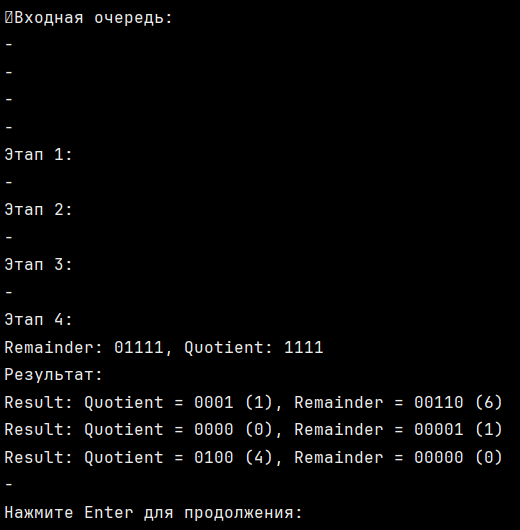 Входная очередь:
-
-
-
-
Этап 1:
-
Этап 2:
-
Этап 3:
-
Этап 4:
Remainder: 01111, Quotient: 1111
Результат:
Result: Quotient = 0001 (1), Remainder = 00110 (6)
Result: Quotient = 0000 (0), Remainder = 00001 (1)
Result: Quotient = 0100 (4), Remainder = 00000 (0)
-
Нажмите Enter для продолжения: